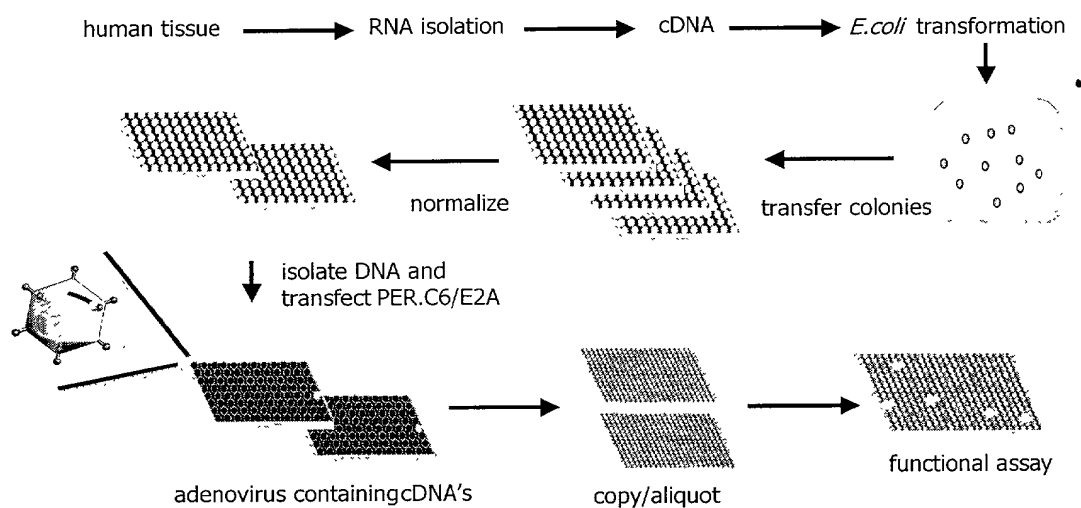 human tissue
RNA isolation
cDNA
E.coli transformation
transfer colonies
normalize
isolate DNA and
transfect PER.C6/E2A
adenovirus containingcDNA's
copy/aliquot
functional assay